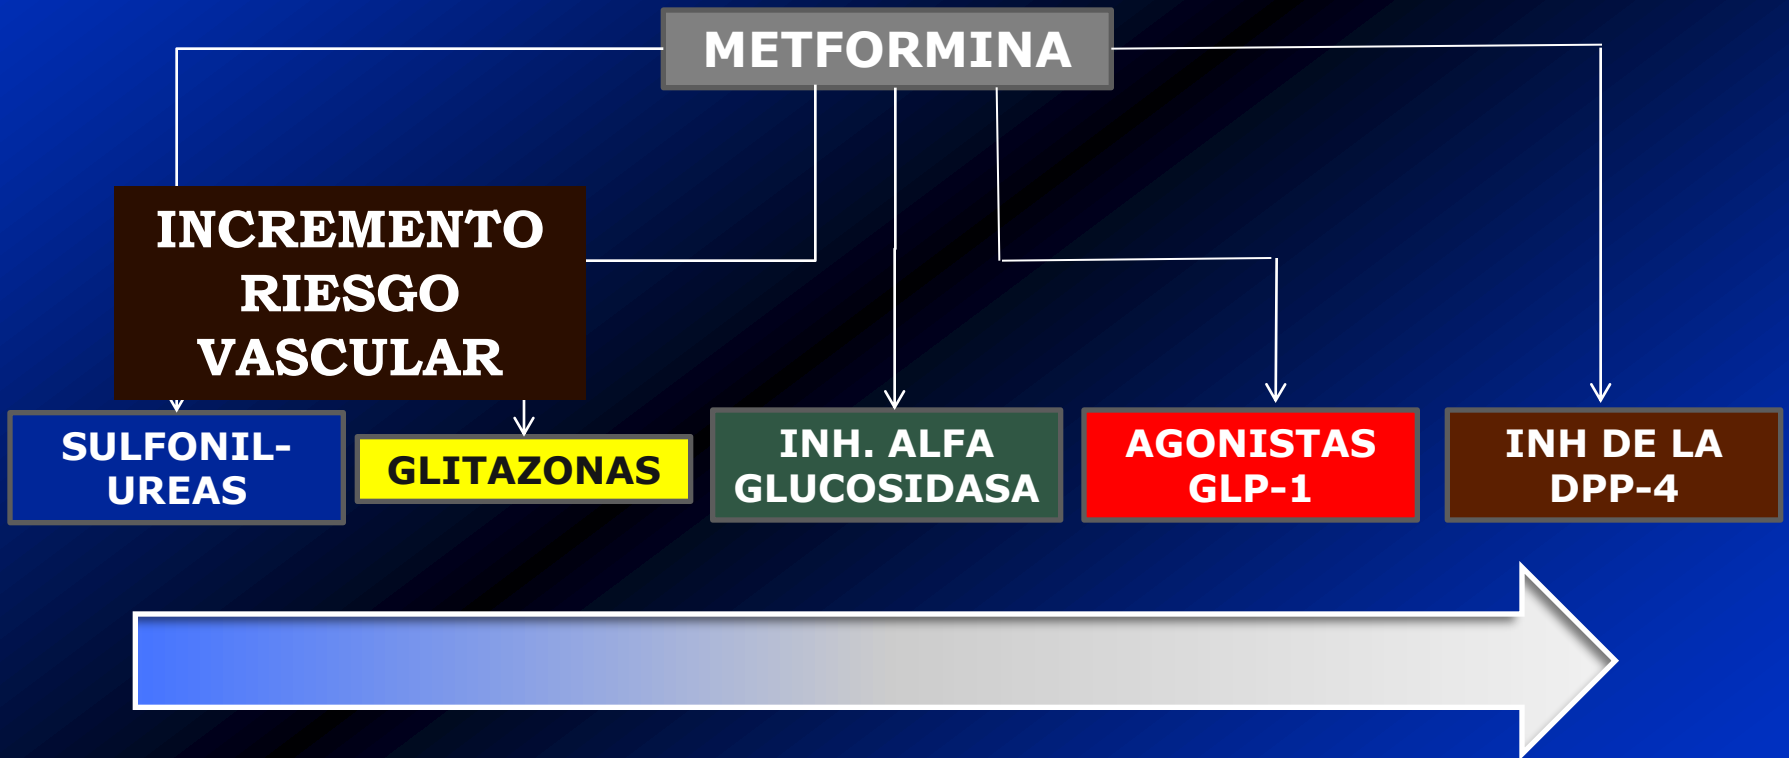 METFORMINA
INCREMENTO
RIESGO
VASCULAR
SULFONIL-
UREAS
GLITAZONAS
INH. ALFA
GLUCOSIDASA
AGONISTAS
GLP-1
INH DE LA
DPP-4